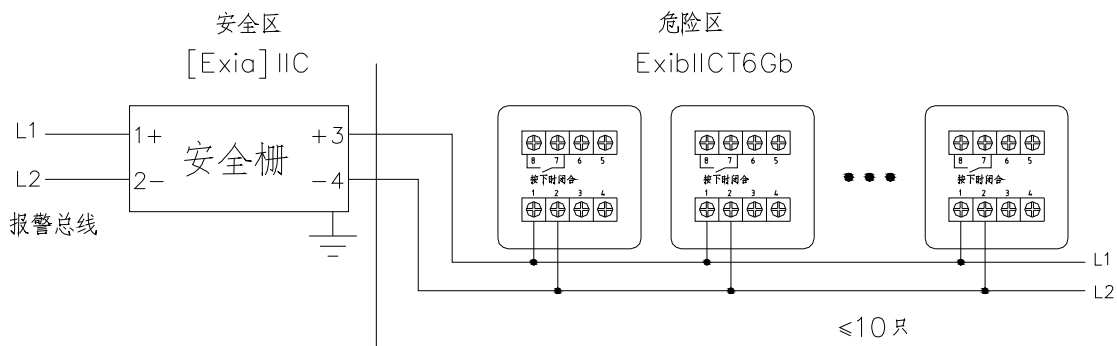 安全区
危险区
[Exia]IIC
ExibIICT6Gb
L1
1+
+3
安全栅
L2
2-
-4
报警总线
8 7 6 5
按下时闭合
1 2 3 4
8 7 6 5
按下时闭合
1 2 3 4
8 7 6 5
按下时闭合
1 2 3 4
L1
L2
≤10只